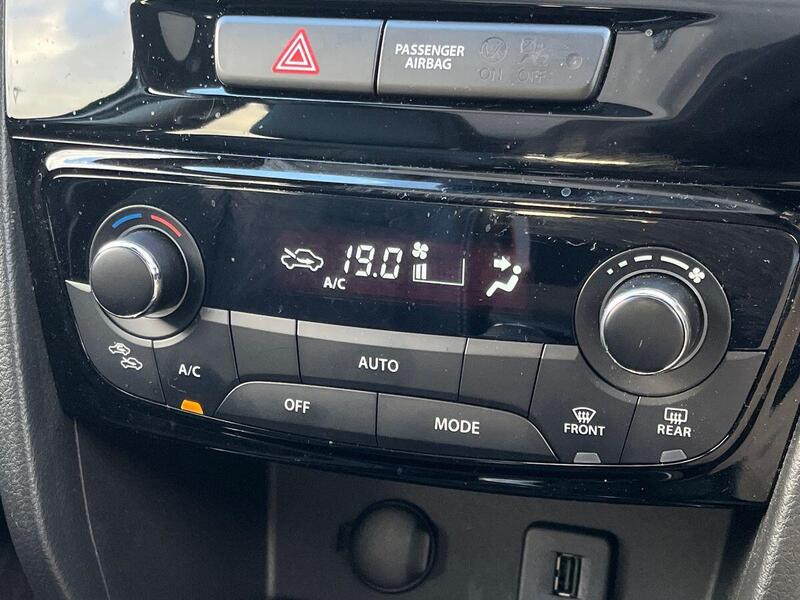 PASSENGER
AIRBAG
ON OFF
19.0
A/C
A/C
AUTO
OFF
MODE
FRONT
REAR